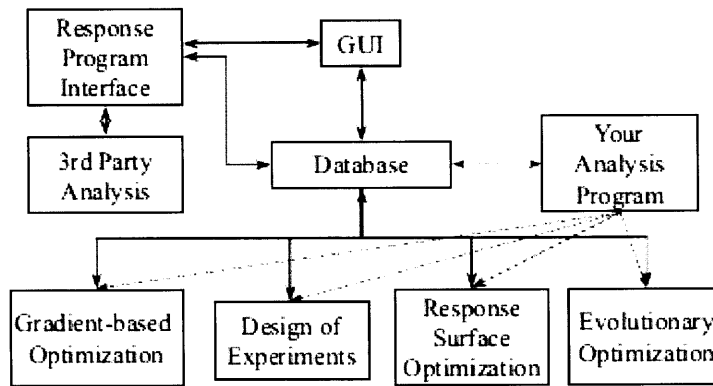 Response
Program
Interface
GUI
3rd Party
Analysis
Database
Your
Analysis
Program
Gradient-based
Optimization
Design of
Experiments
Response
Surface
Optimization
Evolutionary
Optimization